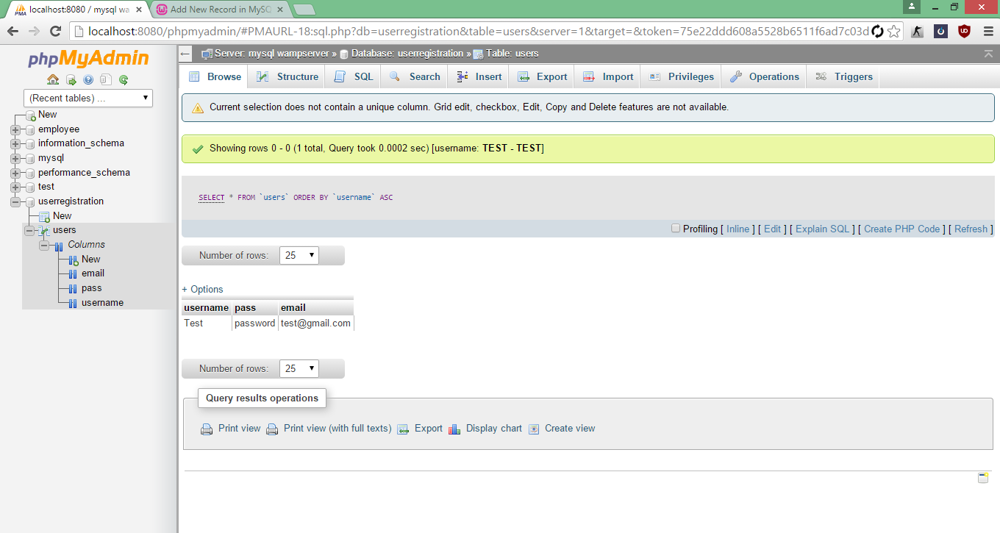 localhost:8080 / mysql wa
Add New Record in MySQ
localhost:8080/phpmyadmin/#PMAURL-18:sql.php?db=userregistration&table=users&server=1&target=&token=75e22ddd608a5528b6511f6ad7c03d
phpMyAdmin
(Recent tables) ...
New
employee
information_schema
mysql
performance_schema
test
userregistration
New
users
Columns
New
email
pass
username
Server: mysql wampserver » Database: userregistration » Table: users
Browse Structure SQL Search Insert Export Import Privileges Operations Triggers
Current selection does not contain a unique column. Grid edit, checkbox, Edit, Copy and Delete features are not available.
Showing rows 0 - 0 (1 total, Query took 0.0002 sec) [username: TEST - TEST]
SELECT * FROM `users` ORDER BY `username` ASC
Profiling [ Inline ] [ Edit ] [ Explain SQL ] [ Create PHP Code ] [ Refresh ]
Number of rows: 25
+ Options
username pass email
Test password test@gmail.com
Number of rows: 25
Query results operations
Print view Print view (with full texts) Export Display chart Create view